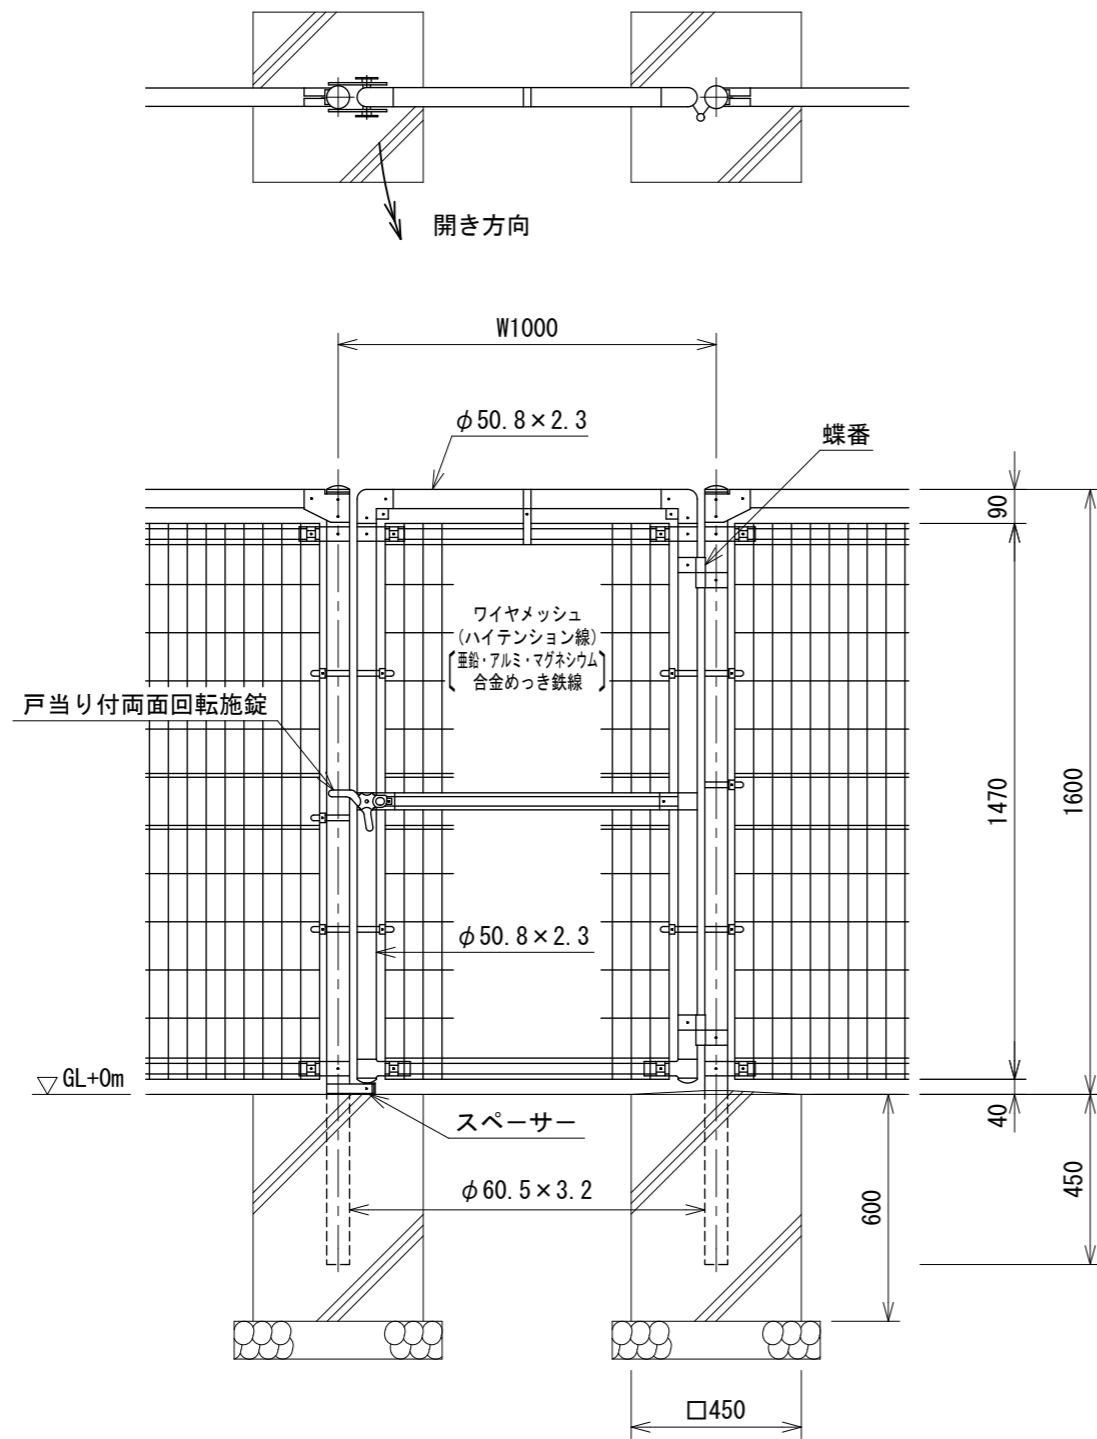 開き方向
W1000
φ50.8×2.3
蝶番
90
ワイヤメッシュ
(ハイテンション線)
亜鉛・アルミ・マグネシウム
合金めっき鉄線
戸当り付両面回転施錠
1470
1600
φ50.8×2.3
GL+0m
スペーサー
40
φ60.5×3.2
600
450
□450